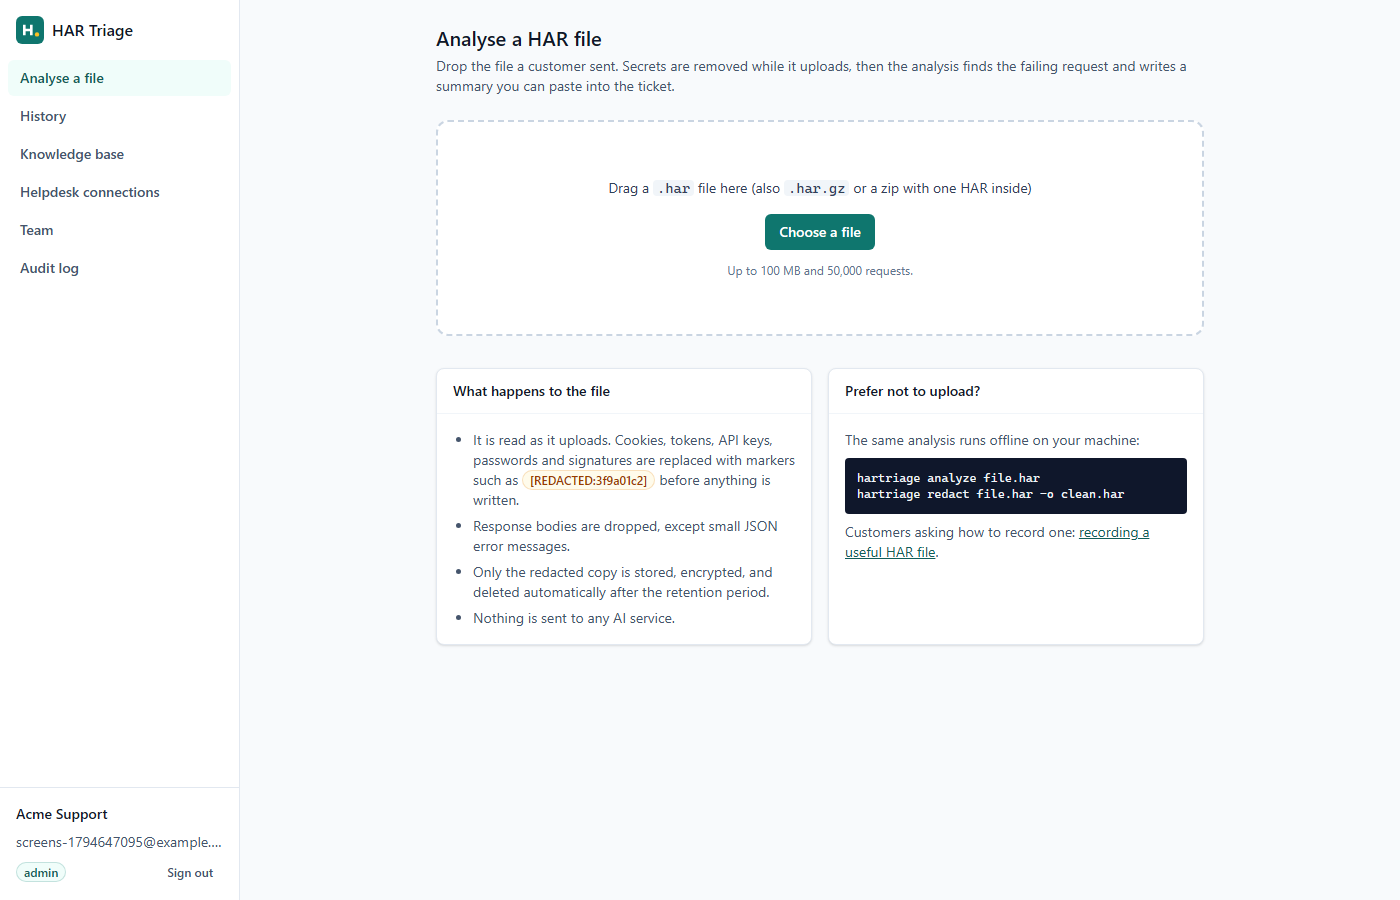 H.
HAR Triage
Analyse a file
History
Knowledge base
Helpdesk connections
Team
Audit log
Acme Support
screens-1794647095@example....
admin
Sign out
Analyse a HAR file
Drop the file a customer sent. Secrets are removed while it uploads, then the analysis finds the failing request and writes a
summary you can paste into the ticket.
Drag a .har file here (also .har.gz or a zip with one HAR inside)
Choose a file
Up to 100 MB and 50,000 requests.
What happens to the file
It is read as it uploads. Cookies, tokens, API keys,
passwords and signatures are replaced with markers
such as [REDACTED:3f9a01c2] before anything is
written.
Response bodies are dropped, except small JSON
error messages.
Only the redacted copy is stored, encrypted, and
deleted automatically after the retention period.
Nothing is sent to any AI service.
Prefer not to upload?
The same analysis runs offline on your machine:
hartriage analyze file.har
hartriage redact file.har -o clean.har
Customers asking how to record one: recording a
useful HAR file.